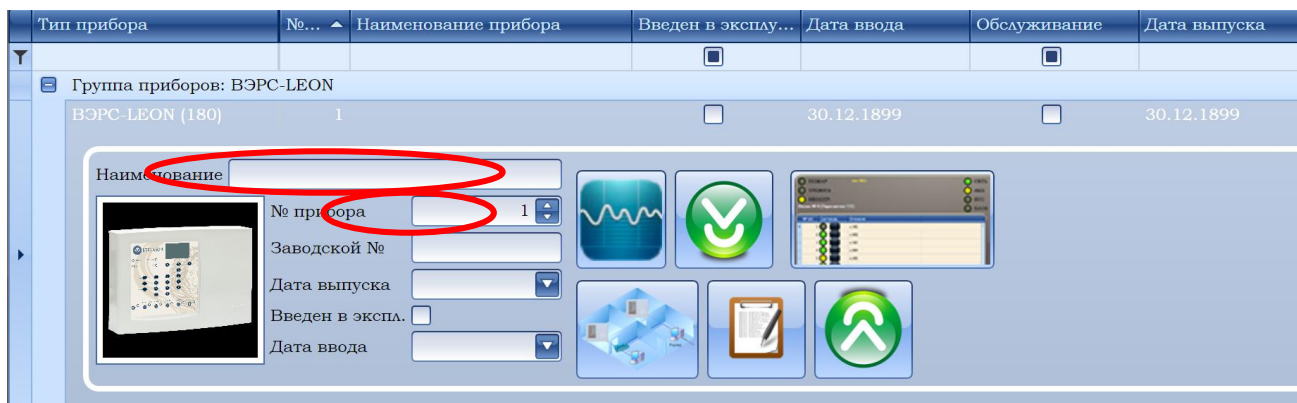 Тип прибора №... Наименование прибора Введен в эксплу... Дата ввода Обслуживание Дата выпуска
Группа приборов: ВЭРС-LEON
ВЭРС-LEON (180) 1 30.12.1899 30.12.1899
Наименование
№ прибора 1
Заводской №
Дата выпуска
Введен в экспл.
Дата ввода